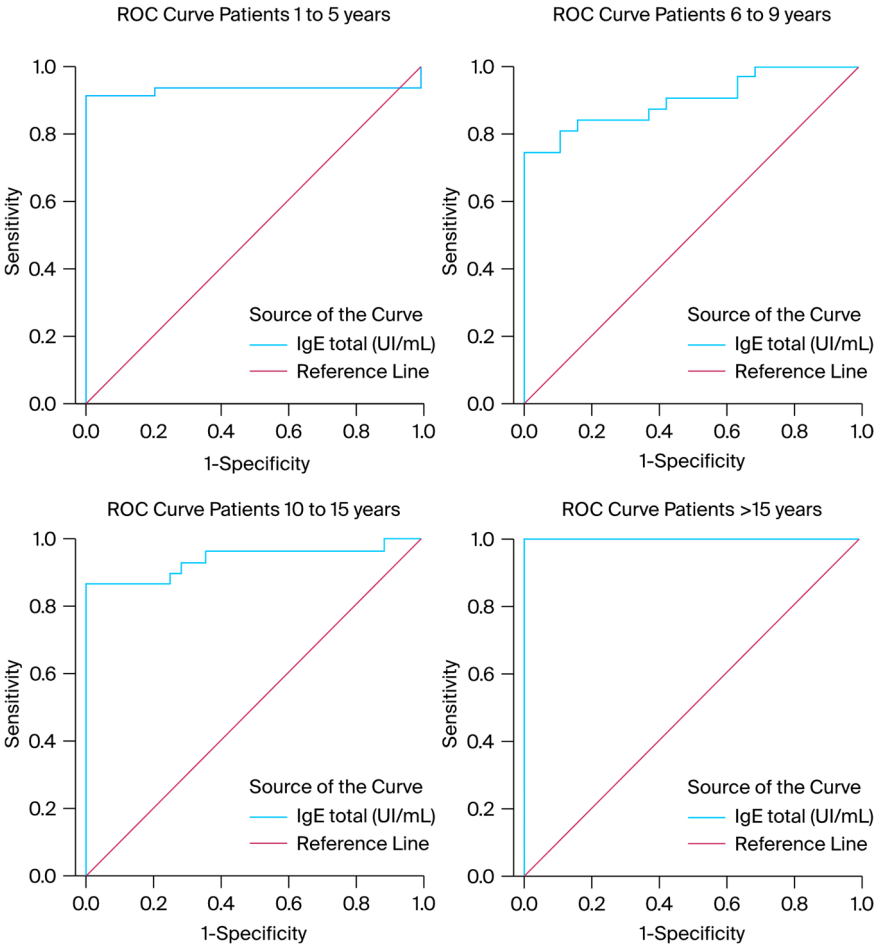 ROC Curve Patients 1 to 5 years
1.0
0.8
0.6
0.4
0.2
0.0
Sensitivity
Source of the Curve
IgE total (UI/mL)
Reference Line
0.0 0.2 0.4 0.6 0.8 1.0
1-Specificity
ROC Curve Patients 6 to 9 years
1.0
0.8
0.6
0.4
0.2
0.0
Sensitivity
Source of the Curve
IgE total (UI/mL)
Reference Line
0.0 0.2 0.4 0.6 0.8 1.0
1-Specificity
ROC Curve Patients 10 to 15 years
1.0
0.8
0.6
0.4
0.2
0.0
Sensitivity
Source of the Curve
IgE total (UI/mL)
Reference Line
0.0 0.2 0.4 0.6 0.8 1.0
1-Specificity
ROC Curve Patients >15 years
1.0
0.8
0.6
0.4
0.2
0.0
Sensitivity
Source of the Curve
IgE total (UI/mL)
Reference Line
0.0 0.2 0.4 0.6 0.8 1.0
1-Specificity